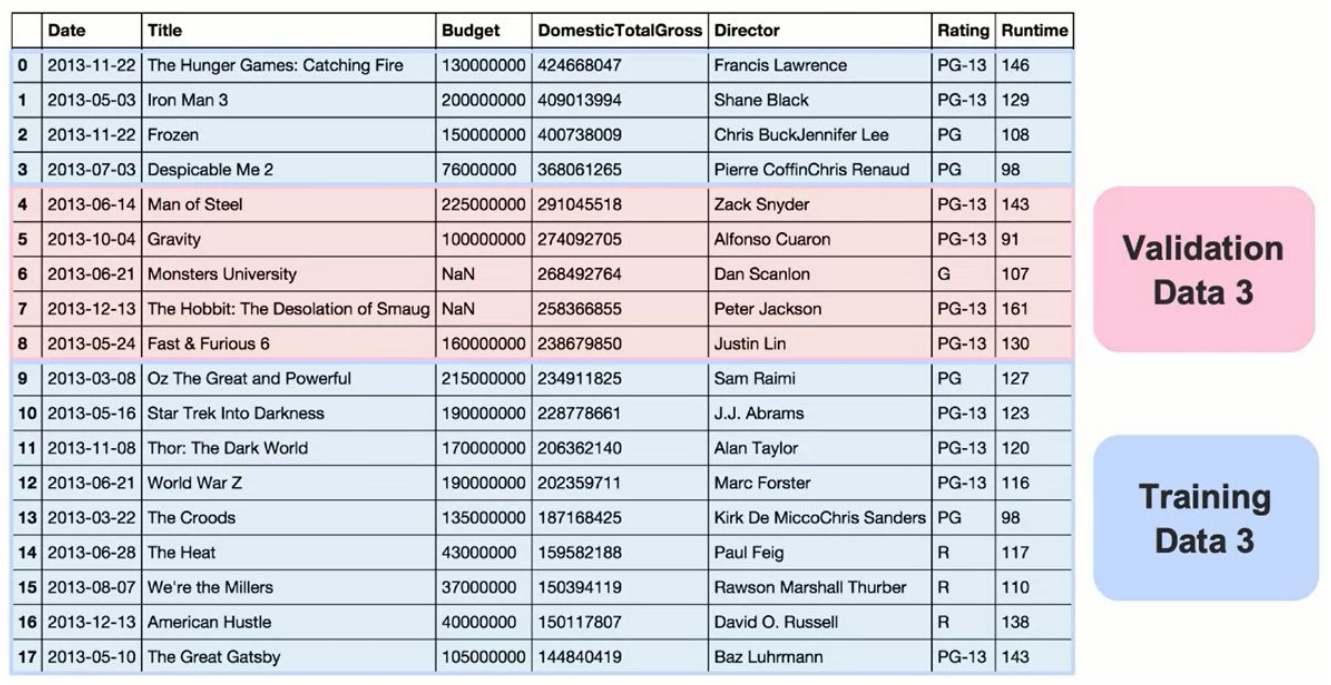 Date Title Budget DomesticTotalGross Director Rating Runtime
0 2013-11-22 The Hunger Games: Catching Fire 130000000 424668047 Francis Lawrence PG-13 146
1 2013-05-03 Iron Man 3 200000000 409013994 Shane Black PG-13 129
2 2013-11-22 Frozen 150000000 400738009 Chris BuckJennifer Lee PG 108
3 2013-07-03 Despicable Me 2 76000000 368061265 Pierre CoffinChris Renaud PG 98
4 2013-06-14 Man of Steel 225000000 291045518 Zack Snyder PG-13 143
5 2013-10-04 Gravity 100000000 274092705 Alfonso Cuaron PG-13 91
6 2013-06-21 Monsters University NaN 268492764 Dan Scanlon G 107
7 2013-12-13 The Hobbit: The Desolation of Smaug NaN 258366855 Peter Jackson PG-13 161
8 2013-05-24 Fast & Furious 6 160000000 238679850 Justin Lin PG-13 130
9 2013-03-08 Oz The Great and Powerful 215000000 234911825 Sam Raimi PG 127
10 2013-05-16 Star Trek Into Darkness 190000000 228778661 J.J. Abrams PG-13 123
11 2013-11-08 Thor: The Dark World 170000000 206362140 Alan Taylor PG-13 120
12 2013-06-21 World War Z 190000000 202359711 Marc Forster PG-13 116
13 2013-03-22 The Croods 135000000 187168425 Kirk De MiccoChris Sanders PG 98
14 2013-06-28 The Heat 43000000 159582188 Paul Feig R 117
15 2013-08-07 We're the Millers 37000000 150394119 Rawson Marshall Thurber R 110
16 2013-12-13 American Hustle 40000000 150117807 David O. Russell R 138
17 2013-05-10 The Great Gatsby 105000000 144840419 Baz Luhrmann PG-13 143
Validation
Data 3
Training
Data 3